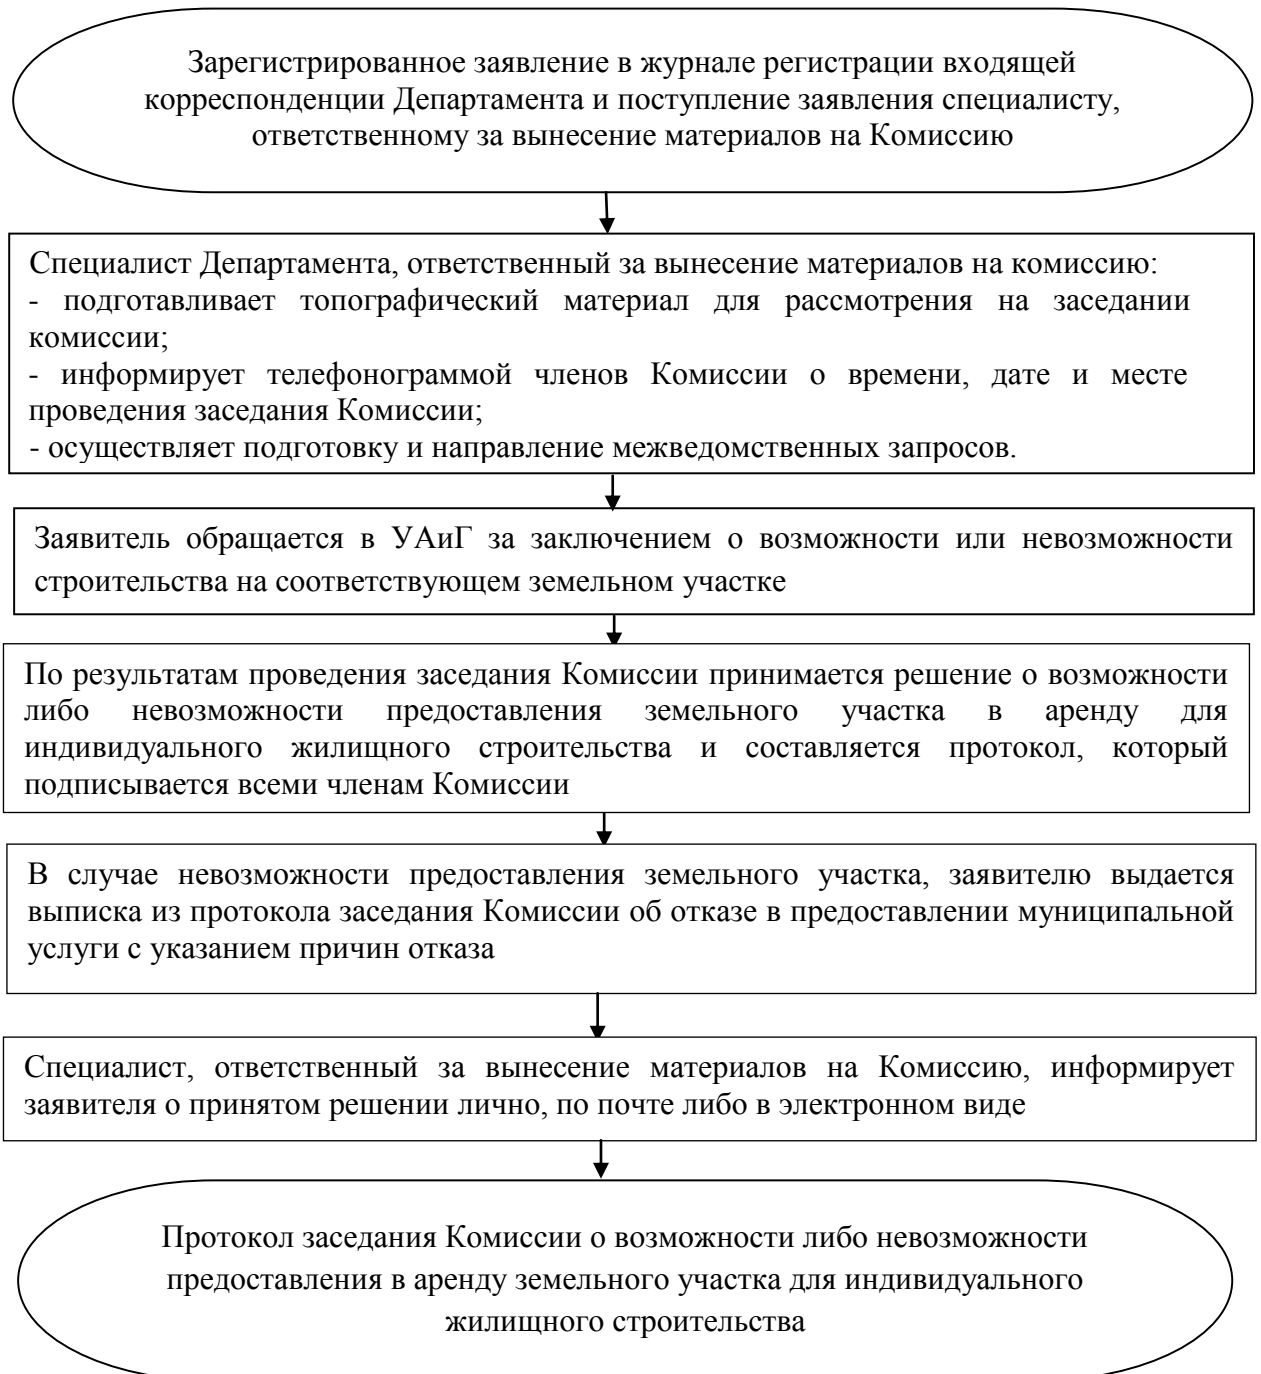 Зарегистрированное заявление в журнале регистрации входящей
корреспонденции Департамента и поступление заявления специалисту,
ответственному за вынесение материалов на Комиссию
Специалист Департамента, ответственный за вынесение материалов на комиссию:
- подготавливает топографический материал для рассмотрения на заседании
комиссии;
- информирует телефонограммой членов Комиссии о времени, дате и месте
проведения заседания Комиссии;
- осуществляет подготовку и направление межведомственных запросов.
Заявитель обращается в УАиГ за заключением о возможности или невозможности
строительства на соответствующем земельном участке
По результатам проведения заседания Комиссии принимается решение о возможности
либо невозможности предоставления земельного участка в аренду для
индивидуального жилищного строительства и составляется протокол, который
подписывается всеми членам Комиссии
В случае невозможности предоставления земельного участка, заявителю выдается
выписка из протокола заседания Комиссии об отказе в предоставлении муниципальной
услуги с указанием причин отказа
Специалист, ответственный за вынесение материалов на Комиссию, информирует
заявителя о принятом решении лично, по почте либо в электронном виде
Протокол заседания Комиссии о возможности либо невозможности
предоставления в аренду земельного участка для индивидуального
жилищного строительства